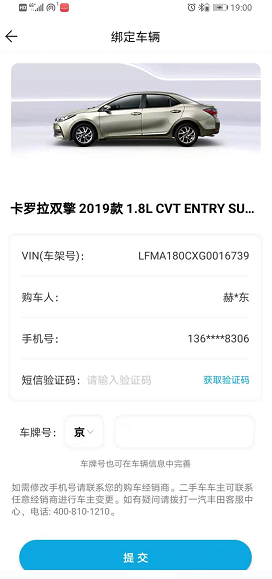 19:00
绑定车辆
卡罗拉双擎 2019款 1.8L CVT ENTRY SU...
VIN(车架号): LFMA180CXG0016739
购车人: 赫*东
手机号: 136****8306
短信验证码: 请输入验证码 获取验证码
车牌号: 京
车牌号也可在车辆信息中完善
如需修改手机号请联系您的购车经销商。二手车车主可联系
任意经销商进行车主变更。如有疑问请拨打一汽丰田客服中
心、电话: 400-810-1210。
提 交